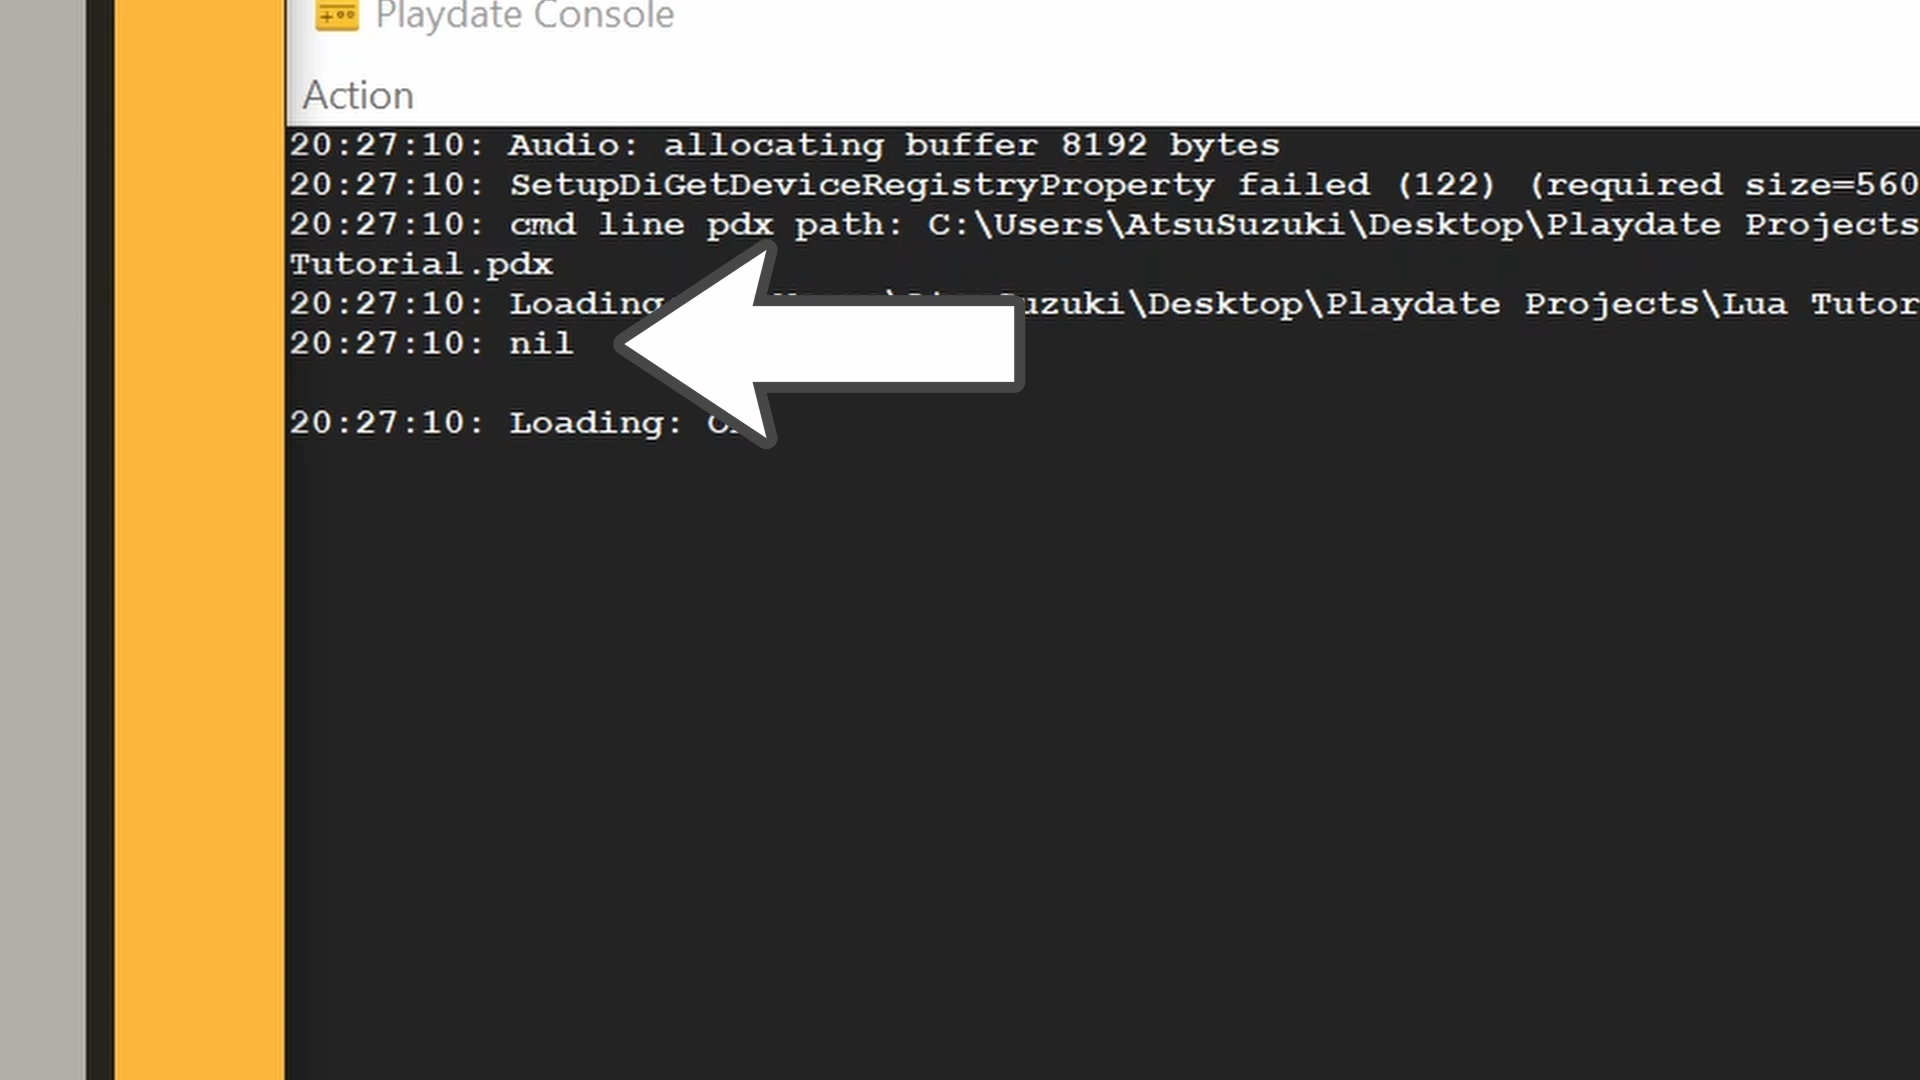 Playdate Console
Action
20:27:10: Audio: allocating buffer 8192 bytes
20:27:10: SetupDiGetDeviceRegistryProperty failed (122) (required size=560
20:27:10: cmd line pdx path: C:\Users\AtsuSuzuki\Desktop\Playdate Projects
Tutorial.pdx
20:27:10: Loading \Desktop\Playdate Projects\Lua Tutor
20:27:10: nil
20:27:10: Loading: